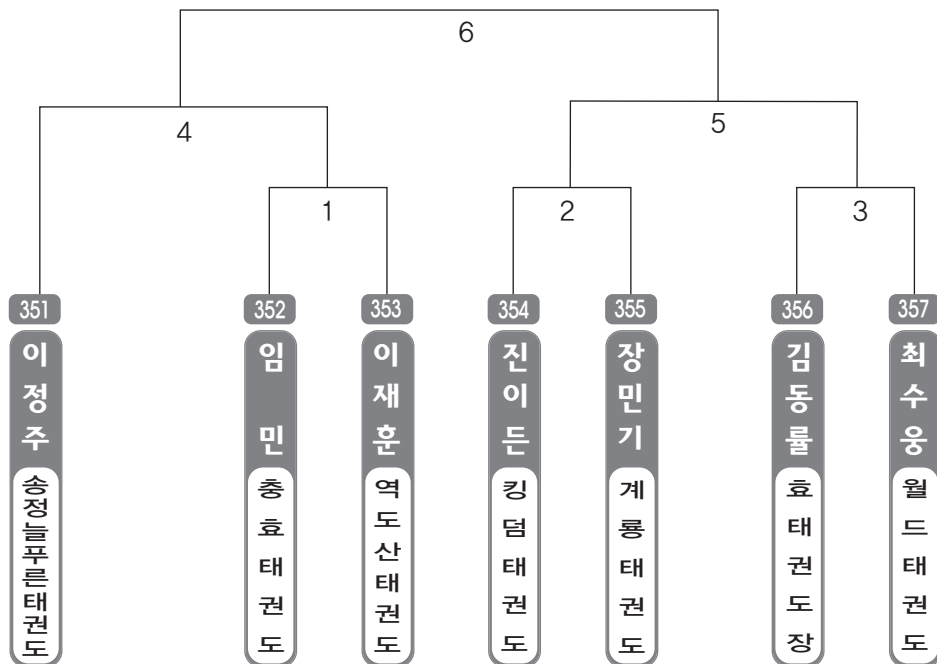 6
4
5
1
2
3
351
352
353
354
355
356
357
이정주
임 민
이재훈
진이든
장민기
김동률
최수웅
송정늘푸른태권도
충효태권도
역도산태권도
킹덤태권도
계룡태권도
효태권도장
월드태권도